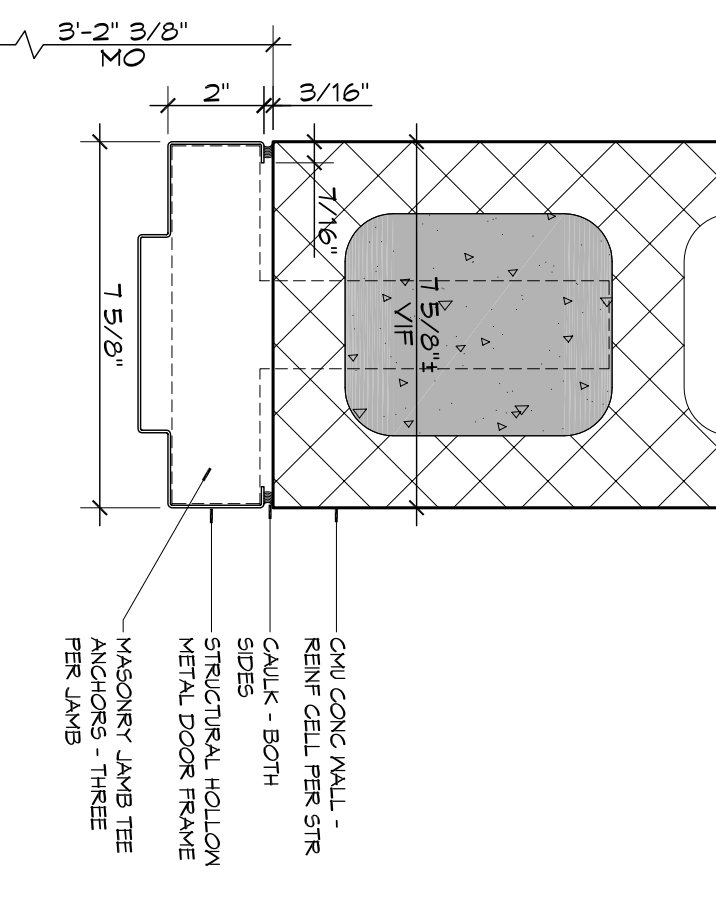 3'-2" 3/8"
MO
2"
3/16"
7/16"
7 5/8"±
VIF
7 5/8"
CMU CONC WALL -
REINF CELL PER STR
CAULK - BOTH
SIDES
STRUCTURAL HOLLOW
METAL DOOR FRAME
MASONRY JAMB TEE
ANCHORS - THREE
PER JAMB